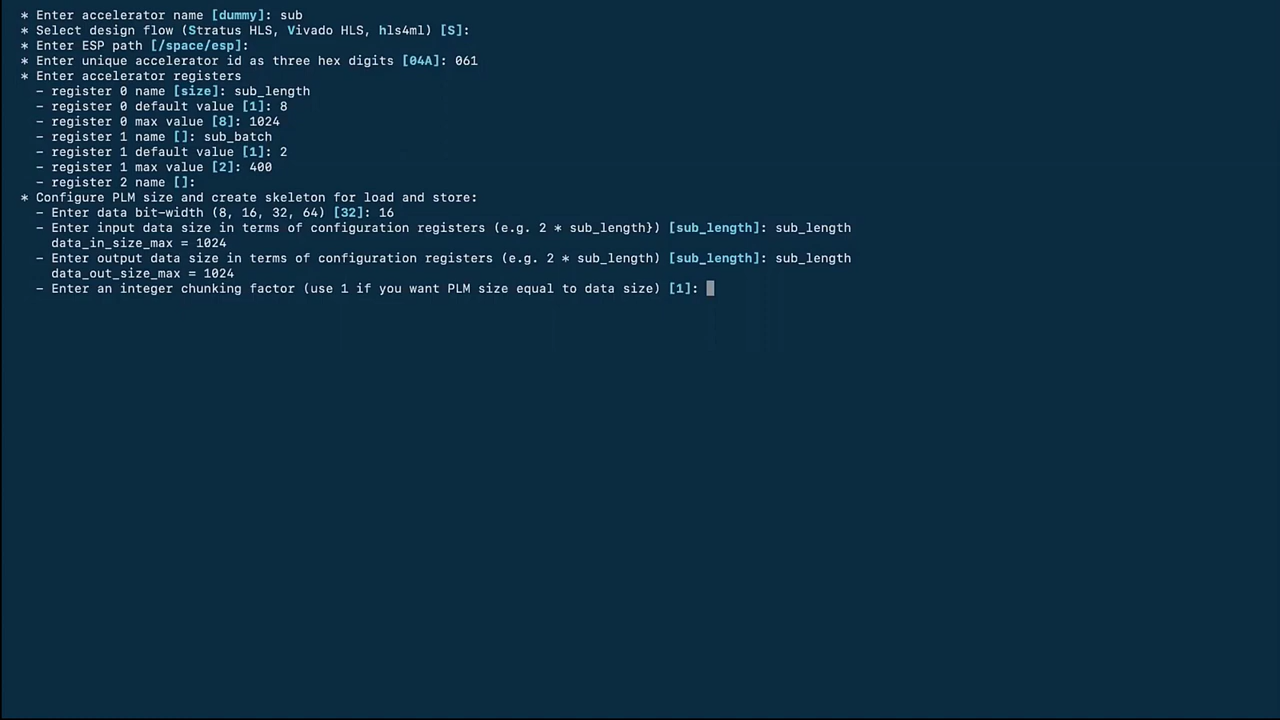 * Enter accelerator name [dummy]: sub
* Select design flow (Stratus HLS, Vivado HLS, hls4ml) [S]:
* Enter ESP path [/space/esp]:
* Enter unique accelerator id as three hex digits [04A]: 061
* Enter accelerator registers
  - register 0 name [size]: sub_length
  - register 0 default value [1]: 8
  - register 0 max value [8]: 1024
  - register 1 name []: sub_batch
  - register 1 default value [1]: 2
  - register 1 max value [2]: 400
  - register 2 name []:
* Configure PLM size and create skeleton for load and store:
  - Enter data bit-width (8, 16, 32, 64) [32]: 16
  - Enter input data size in terms of configuration registers (e.g. 2 * sub_length}) [sub_length]: sub_length
    data_in_size_max = 1024
  - Enter output data size in terms of configuration registers (e.g. 2 * sub_length) [sub_length]: sub_length
    data_out_size_max = 1024
  - Enter an integer chunking factor (use 1 if you want PLM size equal to data size) [1]: